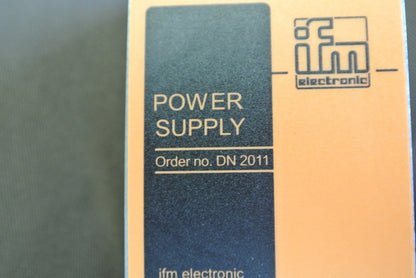 ifm
electronic
POWER
SUPPLY
Order no. DN 2011
ifm electronic